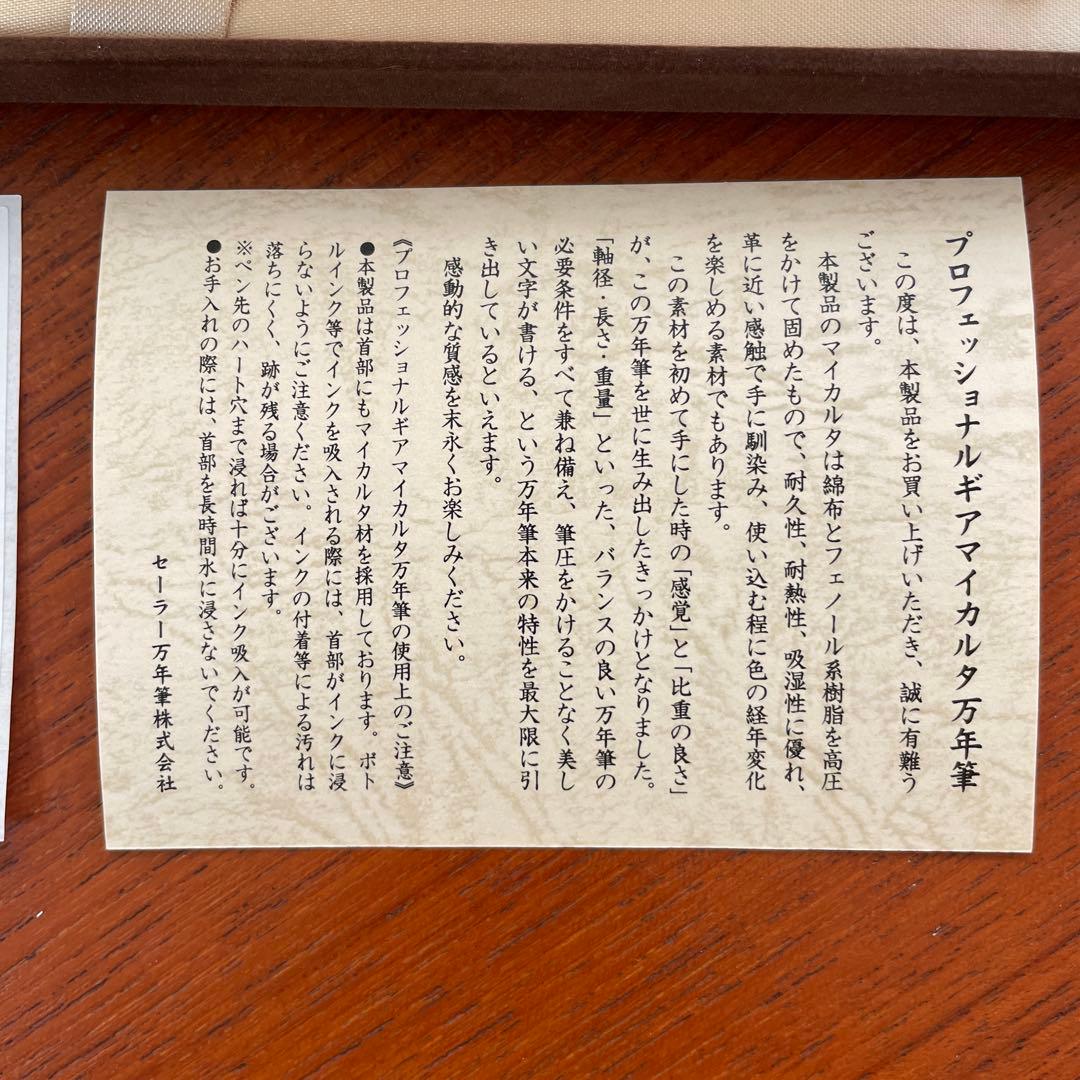 プロフェッショナルギアマイカルタ万年筆
この度は、本製品をお買い上げいただき、誠に有難う
ございます。
本製品のマイカルタは綿布とフェノール系樹脂を高圧
をかけて固めたもので、耐久性、耐熱性、吸湿性に優れ、
革に近い感触で手に馴染み、使い込む程に色の経年変化
を楽しめる素材でもあります。
この素材を初めて手にした時の「感覚」と「比重の良さ」
が、この万年筆を世に生み出したきっかけとなりました。
「軸径・長さ・重量」といった、バランスの良い万年筆の
必要条件をすべて兼ね備え、筆圧をかけることなく美し
い文字が書ける、という万年筆本来の特性を最大限に引
き出しているといえます。
感動的な質感を末永くお楽しみください。
《プロフェッショナルギアマイカルタ万年筆の使用上のご注意》
●本製品は首部にもマイカルタ材を採用しております。ボト
ルインク等でインクを吸入される際には、首部がインクに浸
らないようにご注意ください。インクの付着等による汚れは
落ちにくく、跡が残る場合がございます。
※ペン先のハート穴まで浸れば十分にインク吸入が可能です。
●お手入れの際には、首部を長時間水に浸さないでください。
セーラー万年筆株式会社